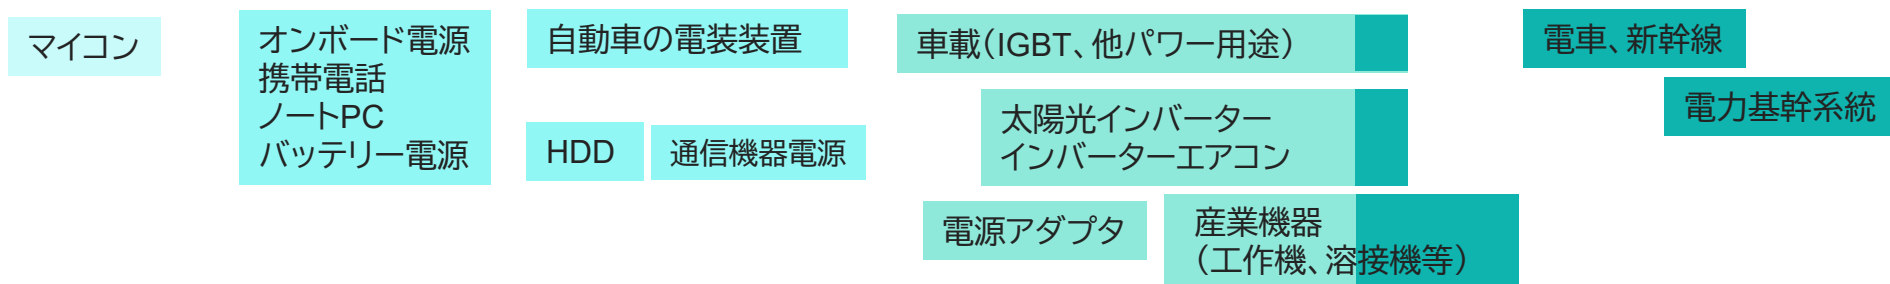 マイコン
オンボード電源
携帯電話
ノートPC
バッテリー電源
自動車の電装装置
HDD
通信機器電源
車載（IGBT、他パワー用途）
太陽光インバーター
インバーターエアコン
電源アダプタ
産業機器
（工作機、溶接機等）
電車、新幹線
電力基幹系統